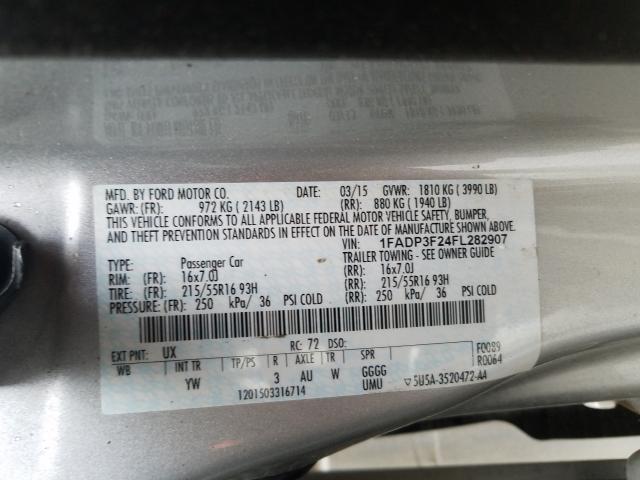 MFD. BY FORD MOTOR CO. DATE: 03/15 GVWR: 1810 KG ( 3990 LB)
GAWR: (FR): 972 KG ( 2143 LB) (RR): 880 KG ( 1940 LB)
THIS VEHICLE CONFORMS TO ALL APPLICABLE FEDERAL MOTOR VEHICLE SAFETY, BUMPER,
AND THEFT PREVENTION STANDARDS IN EFFECT ON THE DATE OF MANUFACTURE SHOWN ABOVE.
VIN: 1FADP3F24FL282907
TYPE: Passenger Car TRAILER TOWING - SEE OWNER GUIDE
RIM: (FR): 16x7.0J (RR): 16x7.0J
TIRE: (FR): 215/55R16 93H (RR): 215/55R16 93H
PRESSURE: (FR): 250 kPa/ 36 PSI COLD (RR): 250 kPa/ 36 PSI COLD
EXT PNT: UX RC: 72 DSO: F0089
WB INT TR TP/PS R AXLE TR SPR R0064
YW 3 AU W GGGG
UMU
1201503316714 ▽5U5A-3520472-AA